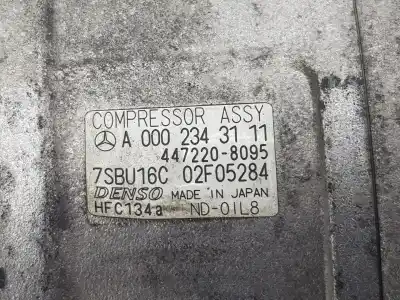 COMPRESSOR ASSY
A 000 234 31 11
447220-8095
7SBU16C 02F05284
DENSO MADE IN JAPAN
HFC134a ND-OIL8